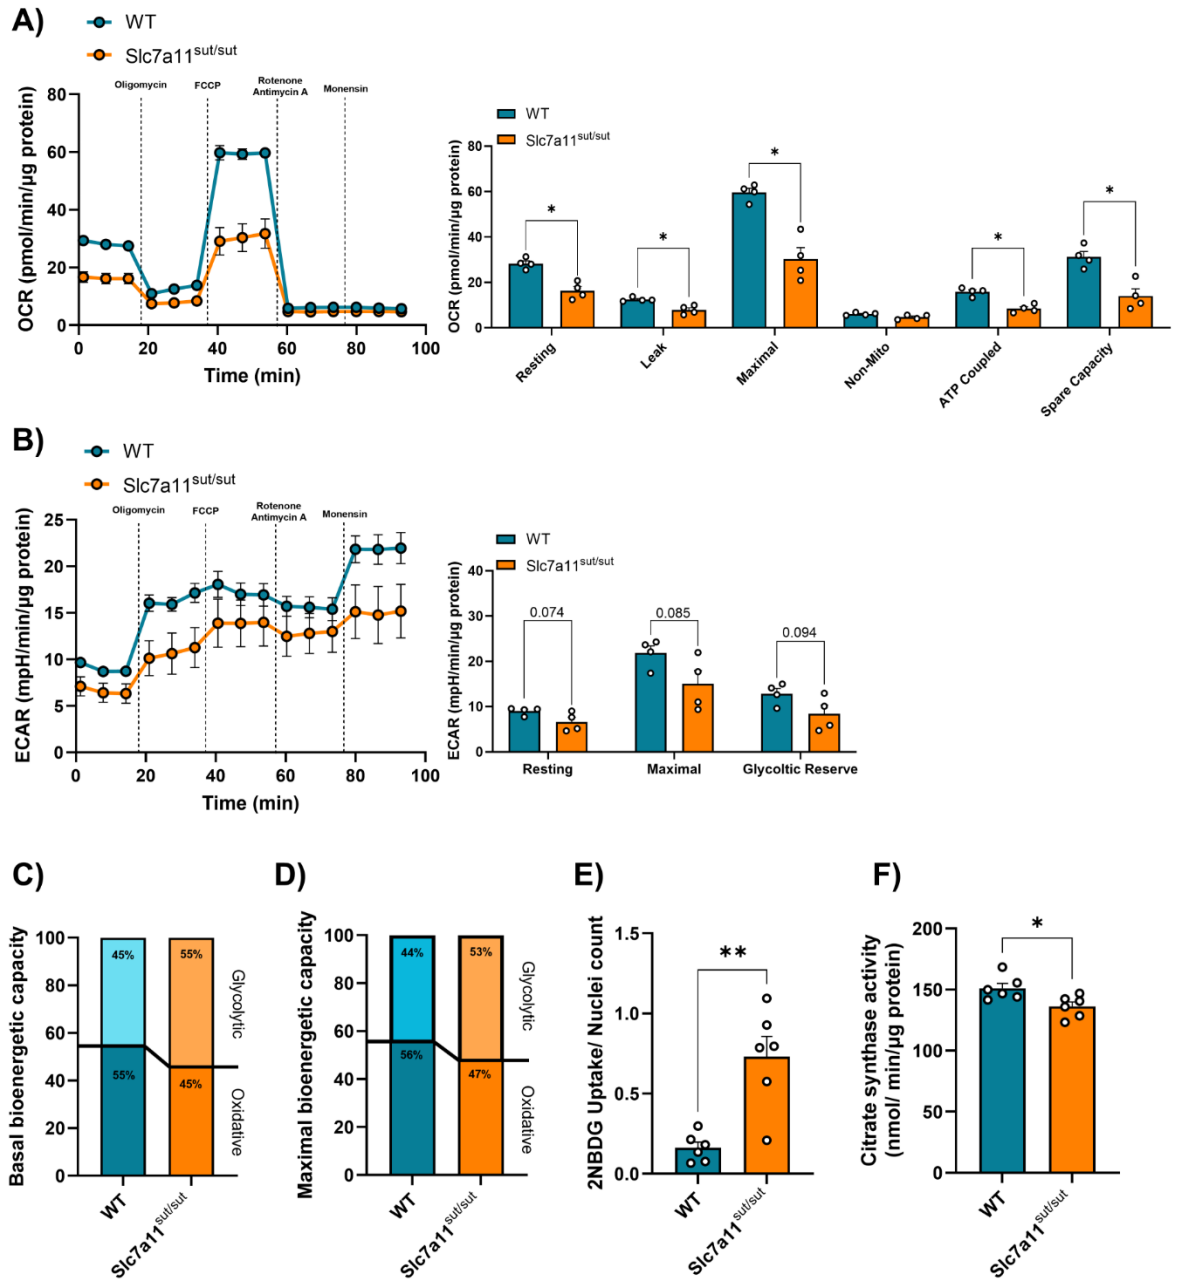 A)
WT
Slc7a11sut/sut
Oligomycin
FCCP
Rotenone
Antimycin A
Monensin
OCR (pmol/min/µg protein)
80
60
40
20
0
0 20 40 60 80 100
Time (min)
WT
Slc7a11sut/sut
OCR (pmol/min/µg protein)
80
60
40
20
0
* * * * *
Resting
Leak
Maximal
Non-Mito
ATP Coupled
Spare Capacity
B)
WT
Slc7a11sut/sut
Oligomycin
FCCP
Rotenone
Antimycin A
Monensin
ECAR (mpH/min/µg protein)
25
20
15
10
5
0
0 20 40 60 80 100
Time (min)
WT
Slc7a11sut/sut
ECAR (mpH/min/µg protein)
40
30
20
10
0
0.074
0.085
0.094
Resting
Maximal
Glycoltic Reserve
C)
Basal bioenergetic capacity
100
80
60
40
20
0
45%
55%
55%
45%
Glycolytic
Oxidative
WT
Slc7a11sut/sut
D)
Maximal bioenergetic capacity
100
80
60
40
20
0
44%
53%
56%
47%
Glycolytic
Oxidative
WT
Slc7a11sut/sut
E)
2NBDG Uptake/ Nuclei count
1.5
1.0
0.5
0.0
**
WT
Slc7a11sut/sut
F)
Citrate synthase activity
(nmol/ min/µg protein)
200
150
100
50
0
*
WT
Slc7a11sut/sut